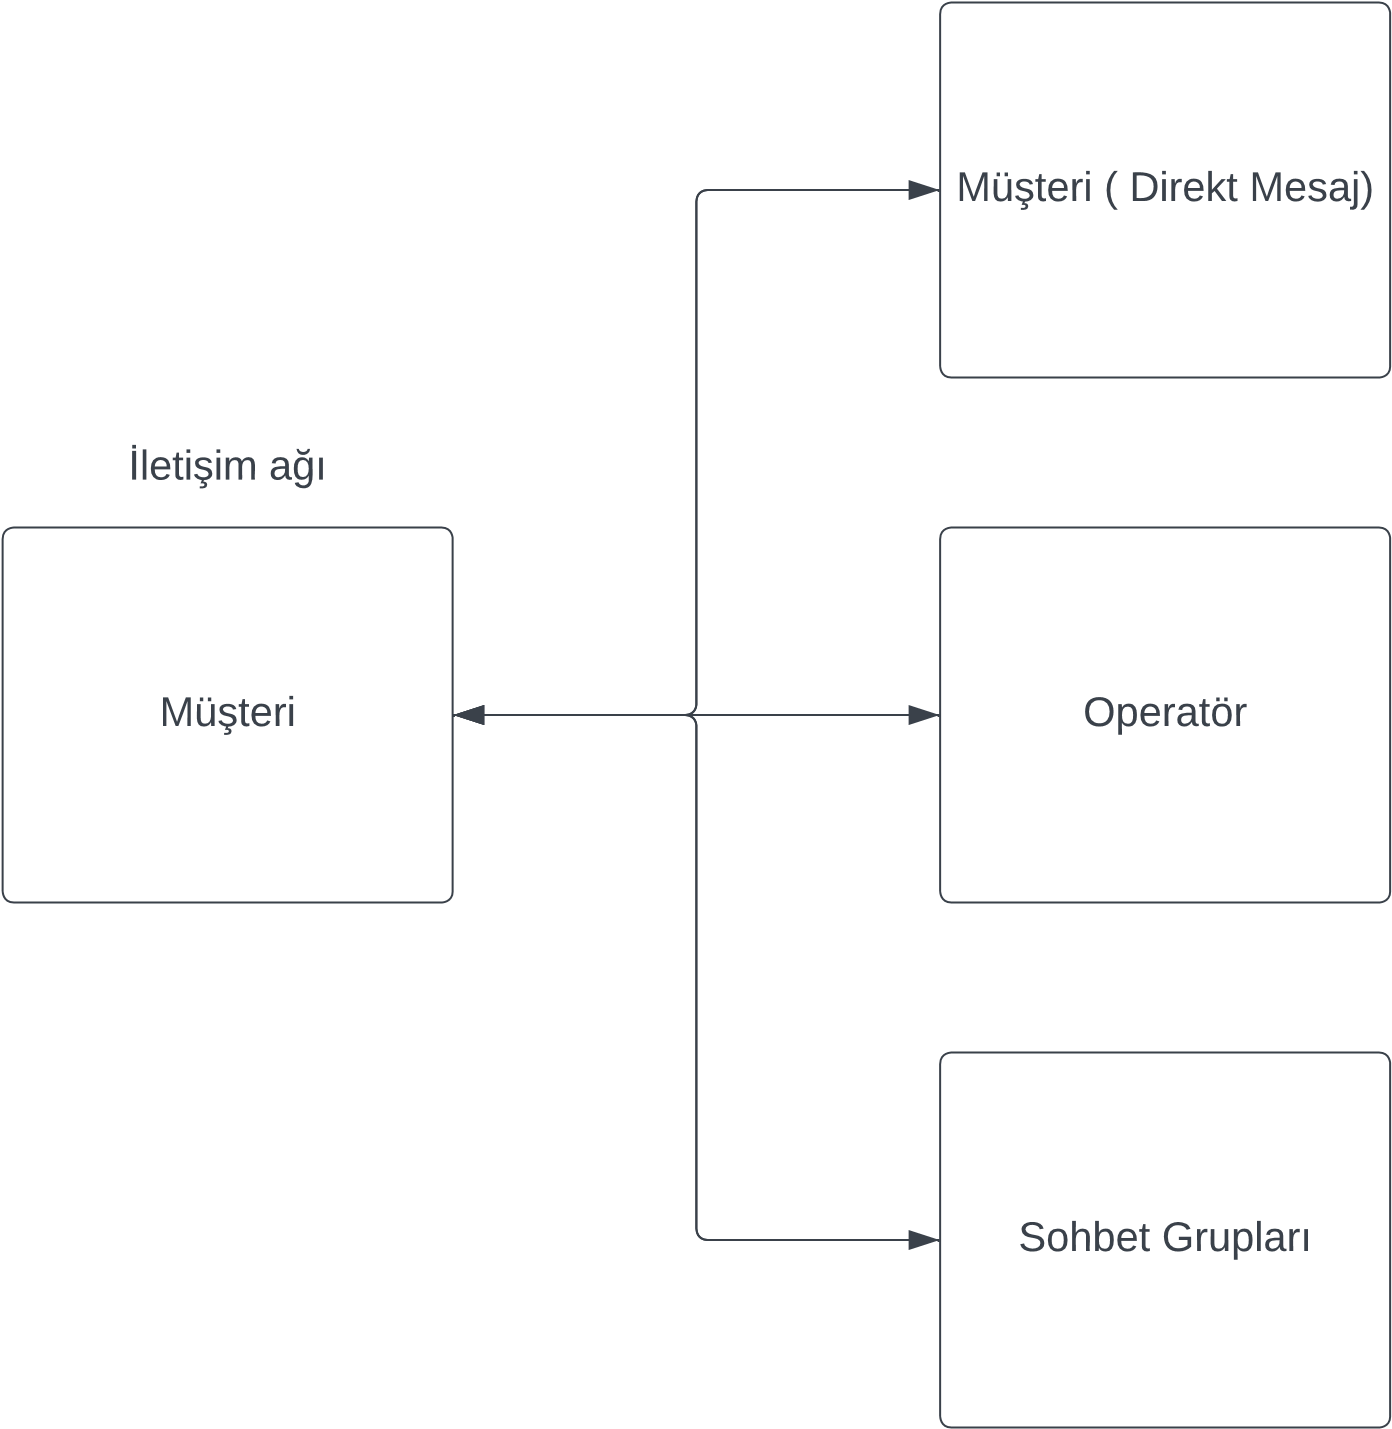 Müşteri ( Direkt Mesaj)
İletişim ağı
Müşteri
Operatör
Sohbet Grupları